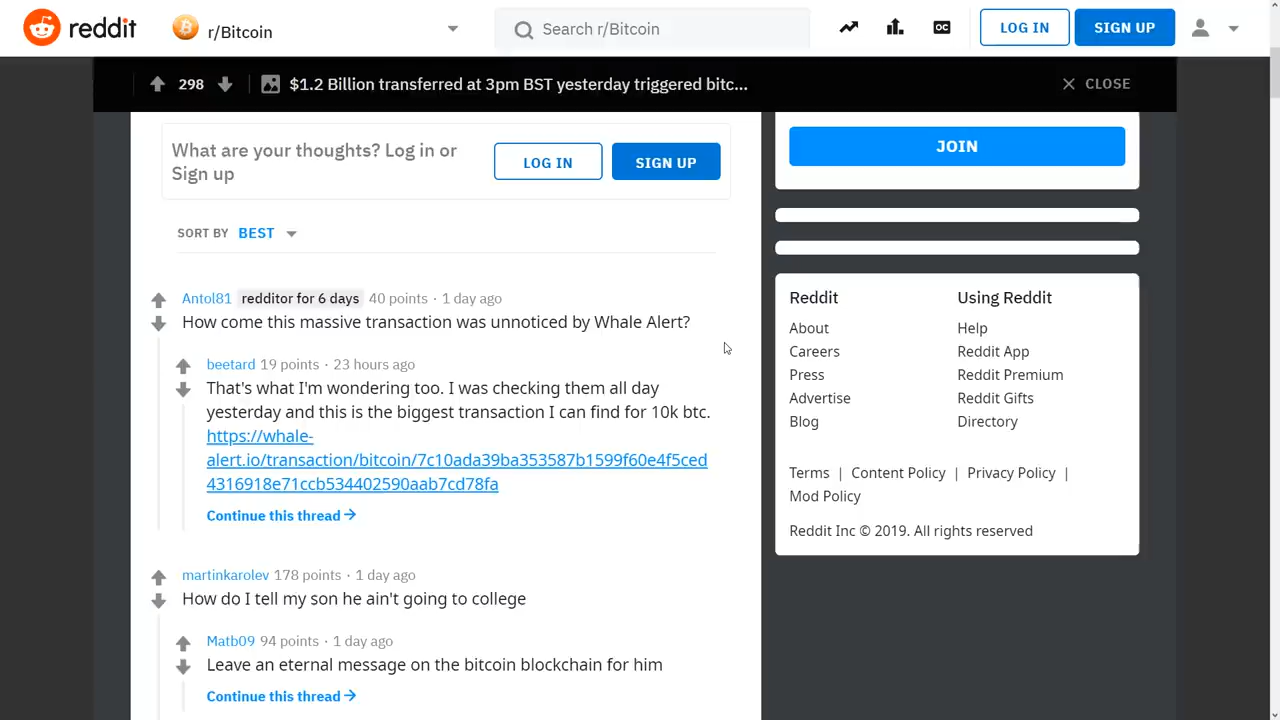 reddit r/Bitcoin Search r/Bitcoin LOG IN SIGN UP
298 $1.2 Billion transferred at 3pm BST yesterday triggered bitc... CLOSE
What are your thoughts? Log in or
Sign up
LOG IN SIGN UP
SORT BY BEST
Antol81 redditor for 6 days 40 points · 1 day ago
How come this massive transaction was unnoticed by Whale Alert?
beetard 19 points · 23 hours ago
That's what I'm wondering too. I was checking them all day
yesterday and this is the biggest transaction I can find for 10k btc.
https://whale-
alert.io/transaction/bitcoin/7c10ada39ba353587b1599f60e4f5ced
4316918e71ccb534402590aab7cd78fa
Continue this thread
martinkarolev 178 points · 1 day ago
How do I tell my son he ain't going to college
Matb09 94 points · 1 day ago
Leave an eternal message on the bitcoin blockchain for him
Continue this thread
JOIN
Reddit Using Reddit
About Help
Careers Reddit App
Press Reddit Premium
Advertise Reddit Gifts
Blog Directory
Terms | Content Policy | Privacy Policy |
Mod Policy
Reddit Inc © 2019. All rights reserved